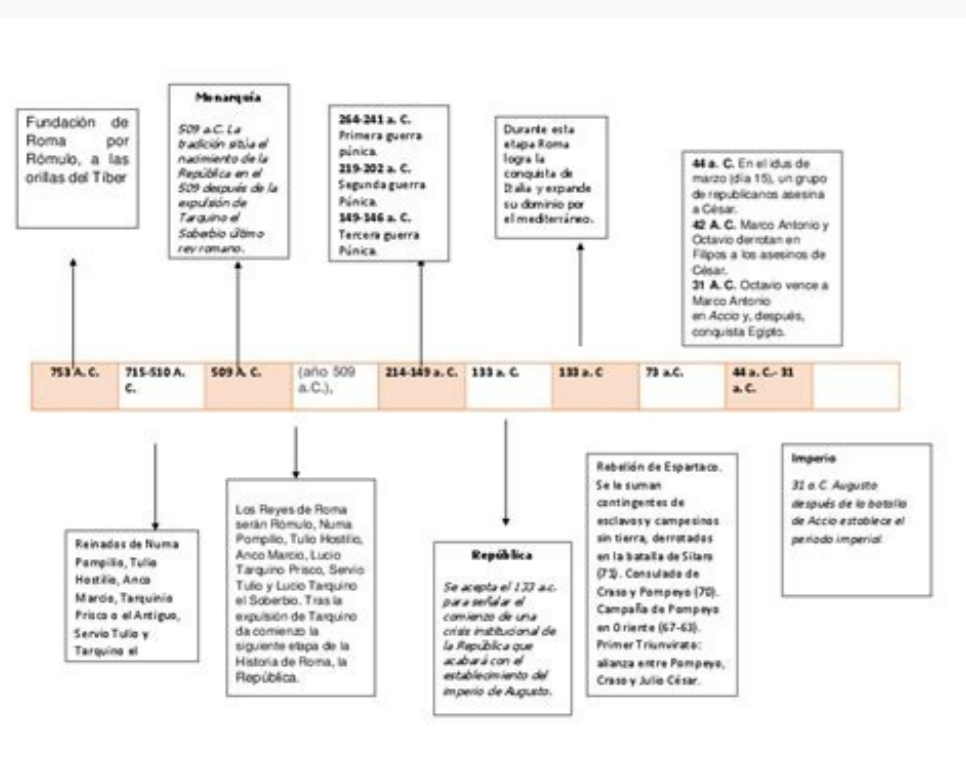 Fundación de
Roma por
Rómulo, a las
orillas del Tíber
Monarquía
509 a.C. La
tradición sitúa el
nacimiento de la
República en el
509 después de la
expulsión de
Tarquino el
Soberbio último
rey romano.
264-241 a. C.
Primera guerra
púnica.
219-202 a. C.
Segunda guerra
Púnica.
149-146 a. C.
Tercera guerra
Púnica.
Durante esta
etapa Roma
logra la
conquista de
Italia y expande
su dominio por
el mediterráneo.
44 a. C. En el idus de
marzo (día 15), un grupo
de republicanos asesina
a César.
42 A. C. Marco Antonio y
Octavio derrotan en
Filipos a los asesinos de
César.
31 A. C. Octavio vence a
Marco Antonio
en Accio y, después,
conquista Egipto.
753 A. C.
715-510 A.
C.
509 A. C.
(año 509
a.C.),
214-149 a. C.
133 a. C.
133 a. C
73 a.C.
44 a. C.- 31
a. C.
Reinados de Numa
Pompilio, Tulio
Hostilio, Anco
Marcio, Tarquinio
Prisco o el Antiguo,
Servio Tulio y
Tarquino el
Los Reyes de Roma
serán Rómulo, Numa
Pompilio, Tulio Hostilio,
Anco Marcio, Lucio
Tarquino Prisco, Servio
Tulio y Lucio Tarquino
el Soberbio. Tras la
expulsión de Tarquino
da comienzo la
siguiente etapa de la
Historia de Roma, la
República.
República
Se acepta el 133 a.c.
para señalar el
comienzo de una
crisis institucional de
la República que
acabará con el
establecimiento del
imperio de Augusto.
Rebelión de Espartaco.
Se le suman
contingentes de
esclavos y campesinos
sin tierra, derrotados
en la batalla de Silaro
(71). Consulado de
Craso y Pompeyo (70).
Campaña de Pompeyo
en Oriente (67-63).
Primer Triunvirato:
alianza entre Pompeyo,
Craso y Julio César.
Imperio
31 a.C. Augusto
después de la batalla
de Accio establece el
periodo imperial.